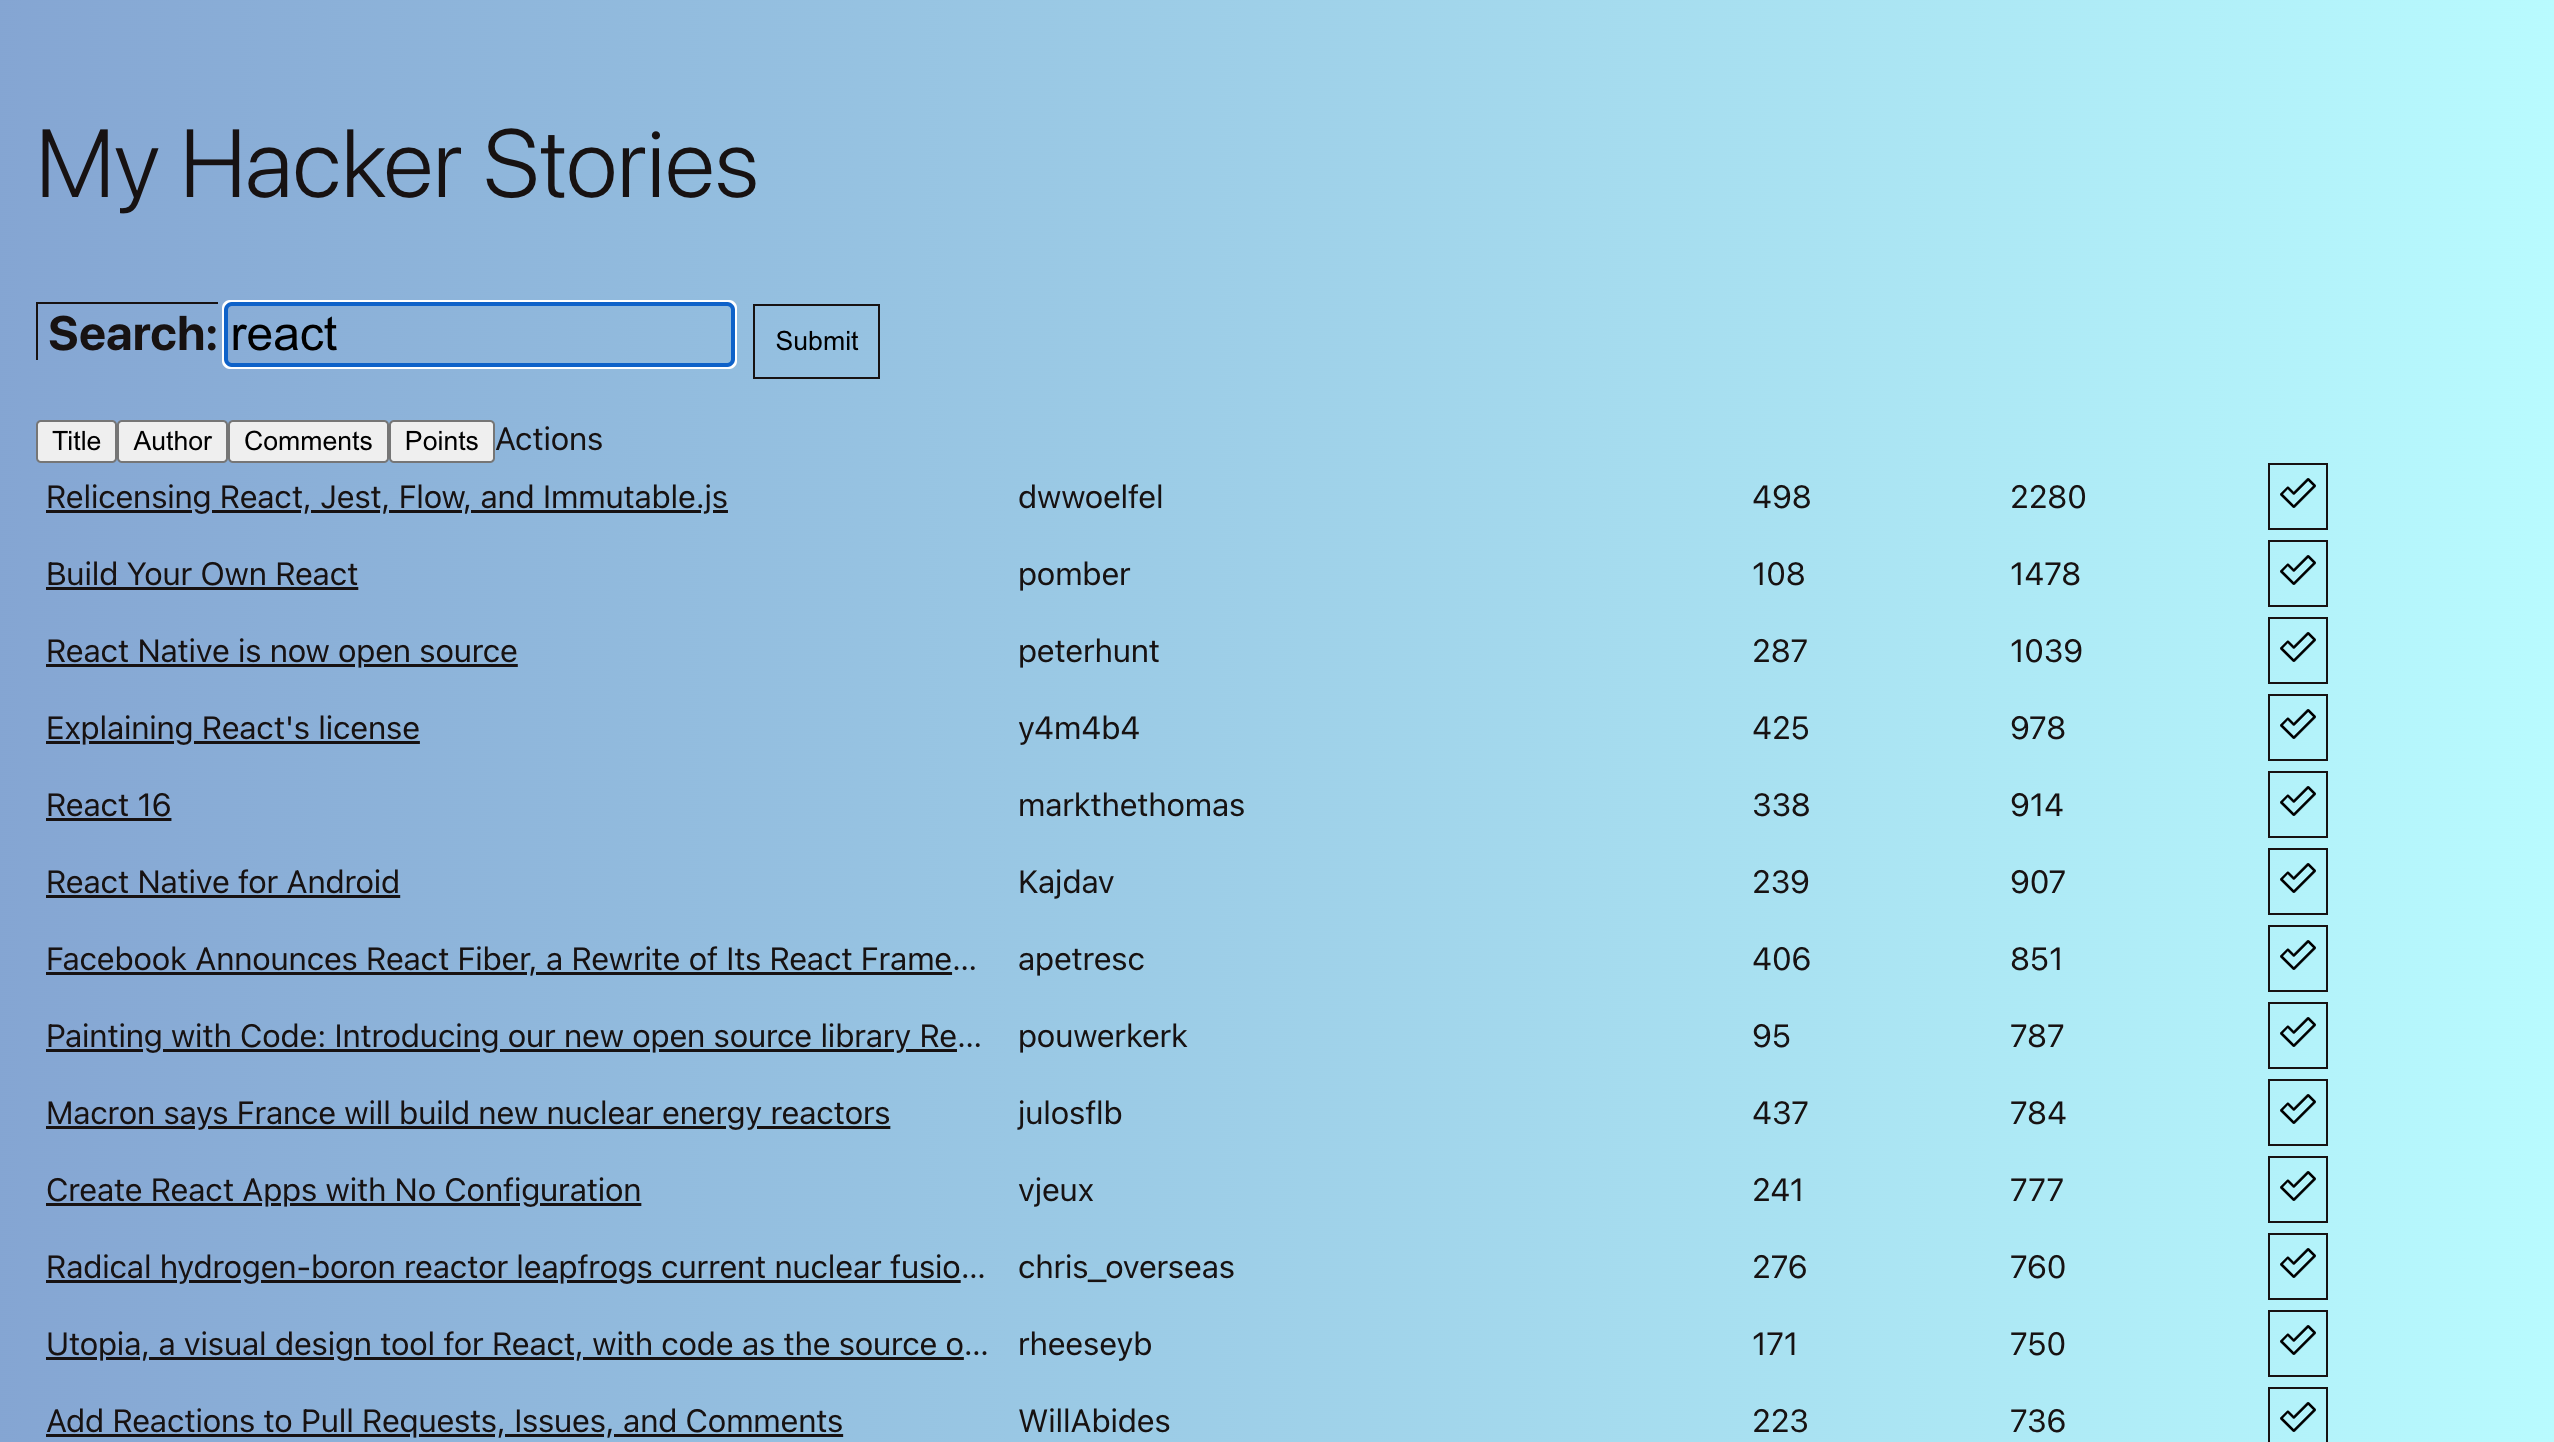 My Hacker Stories
Search: react Submit
Title Author Comments Points Actions
Relicensing React, Jest, Flow, and Immutable.js dwwoelfel 498 2280
Build Your Own React pomber 108 1478
React Native is now open source peterhunt 287 1039
Explaining React's license y4m4b4 425 978
React 16 markthethomas 338 914
React Native for Android Kajdav 239 907
Facebook Announces React Fiber, a Rewrite of Its React Frame... apetresc 406 851
Painting with Code: Introducing our new open source library Re... pouwerkerk 95 787
Macron says France will build new nuclear energy reactors julosflb 437 784
Create React Apps with No Configuration vjeux 241 777
Radical hydrogen-boron reactor leapfrogs current nuclear fusio... chris_overseas 276 760
Utopia, a visual design tool for React, with code as the source o... rheeseyb 171 750
Add Reactions to Pull Requests, Issues, and Comments WillAbides 223 736